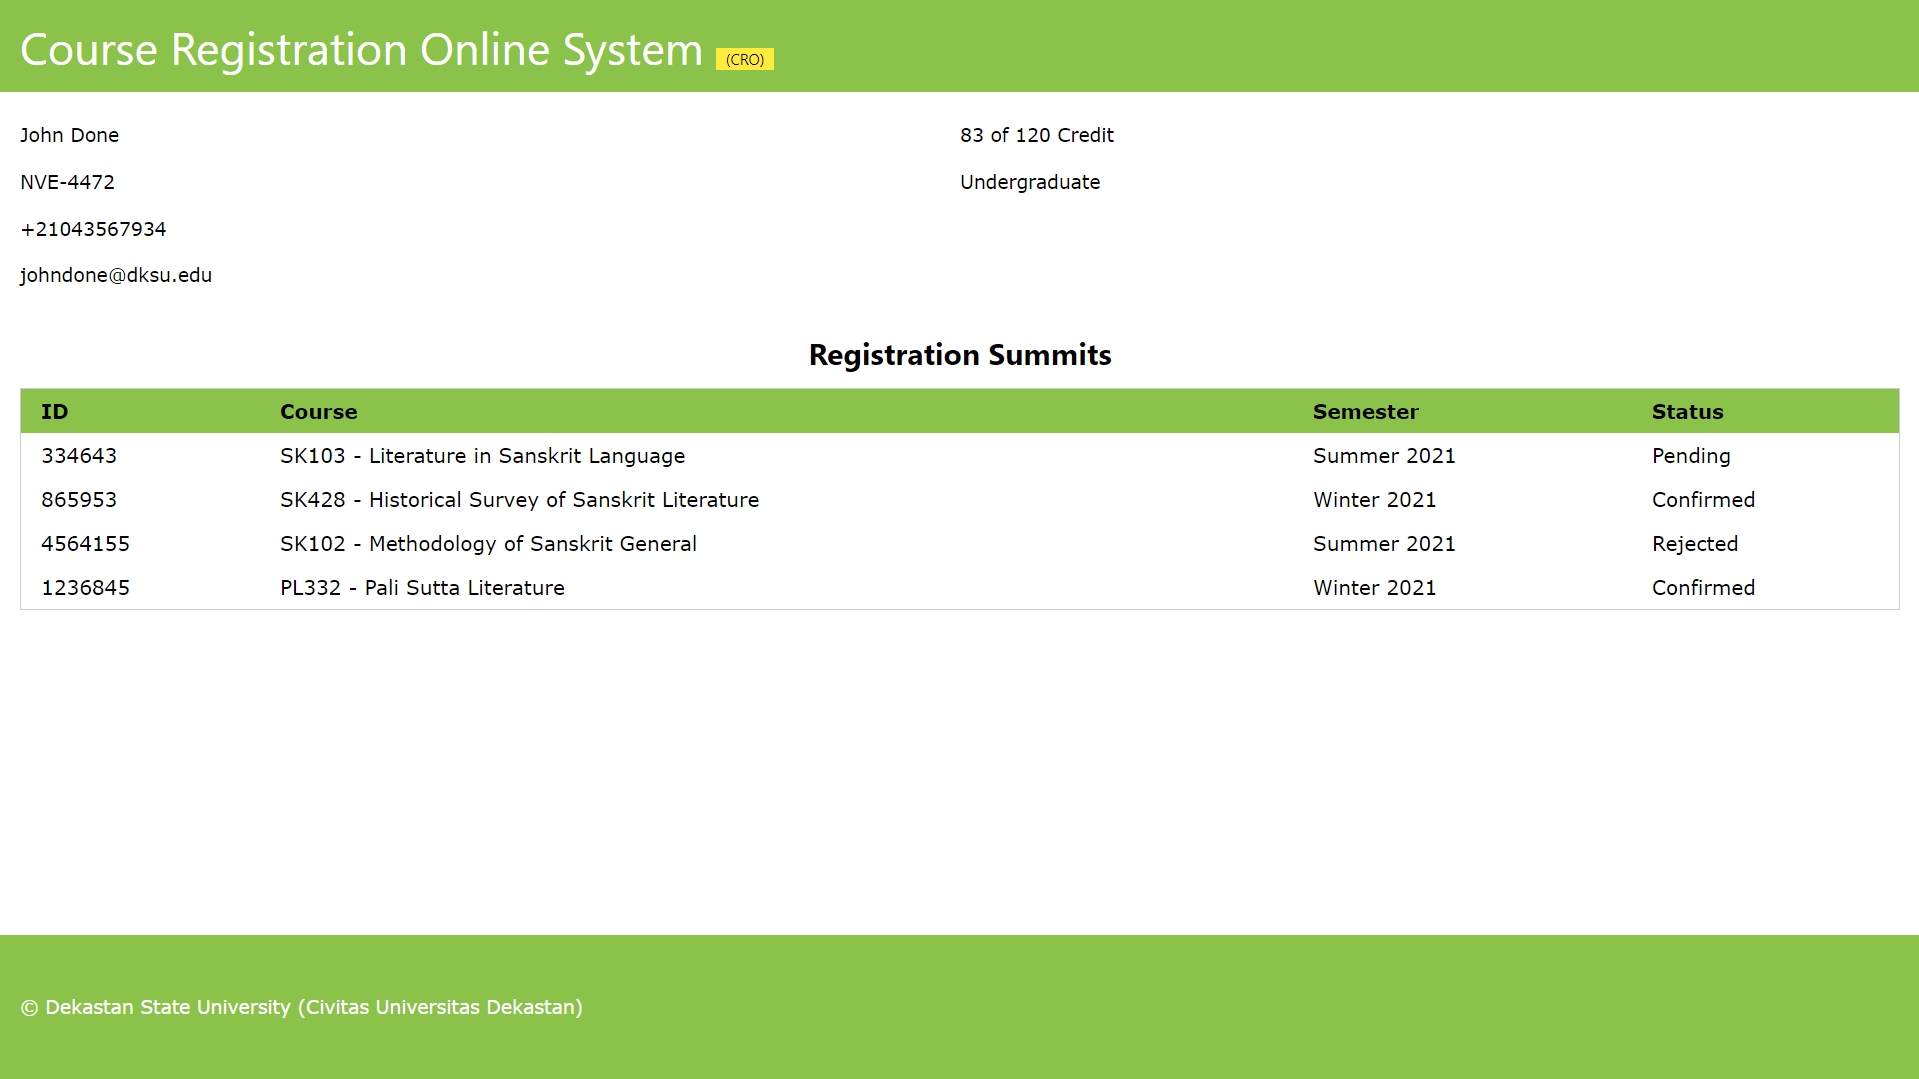 Course Registration Online System (CRO)
John Done
NVE-4472
+21043567934
johndone@dksu.edu
83 of 120 Credit
Undergraduate
Registration Summits
ID Course Semester Status
334643 SK103 - Literature in Sanskrit Language Summer 2021 Pending
865953 SK428 - Historical Survey of Sanskrit Literature Winter 2021 Confirmed
4564155 SK102 - Methodology of Sanskrit General Summer 2021 Rejected
1236845 PL332 - Pali Sutta Literature Winter 2021 Confirmed
© Dekastan State University (Civitas Universitas Dekastan)